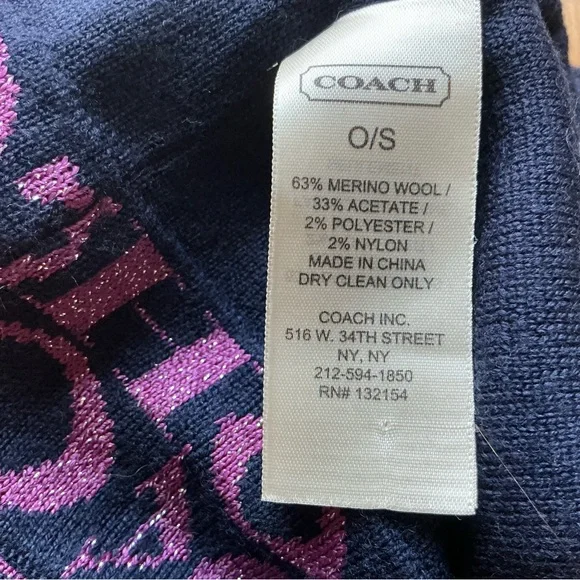 COACH
O/S
63% MERINO WOOL /
33% ACETATE /
2% POLYESTER /
2% NYLON
MADE IN CHINA
DRY CLEAN ONLY
COACH INC.
516 W. 34TH STREET
NY, NY
212-594-1850
RN# 132154